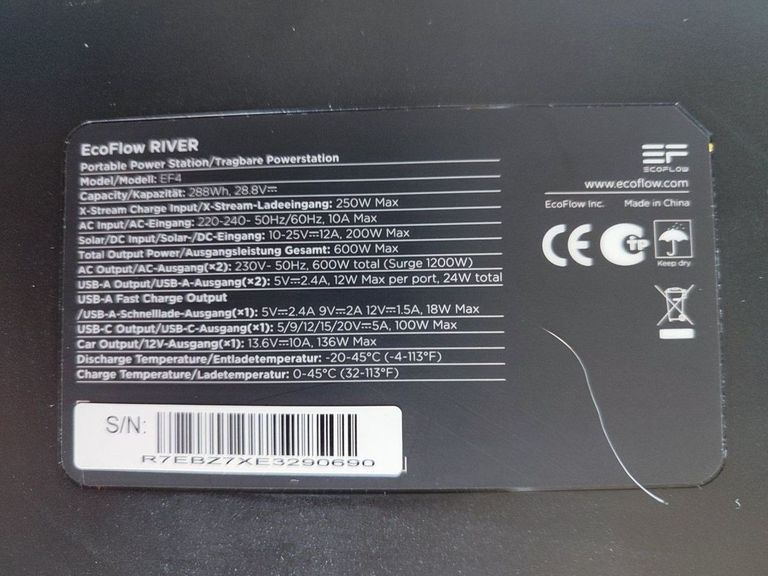 EcoFlow RIVER
Portable Power Station/Tragbare Powerstation
Model/Modell: EF4
Capacity/Kapazität: 288Wh, 28.8V⎓
X-Stream Charge Input/X-Stream-Ladeeingang: 250W Max
AC Input/AC-Eingang: 220-240~ 50Hz/60Hz, 10A Max
Solar/DC Input/Solar-/DC-Eingang: 10-25V⎓12A, 200W Max
Total Output Power/Ausgangsleistung Gesamt: 600W Max
AC Output/AC-Ausgang(×2): 230V~ 50Hz, 600W total (Surge 1200W)
USB-A Output/USB-A-Ausgang(×2): 5V⎓2.4A, 12W Max per port, 24W total
USB-A Fast Charge Output
/USB-A-Schnelllade-Ausgang(×1): 5V⎓2.4A 9V⎓2A 12V⎓1.5A, 18W Max
USB-C Output/USB-C-Ausgang(×1): 5/9/12/15/20V⎓5A, 100W Max
Car Output/12V-Ausgang(×1): 13.6V⎓10A, 136W Max
Discharge Temperature/Entladetemperatur: -20-45°C (-4-113°F)
Charge Temperature/Ladetemperatur: 0-45°C (32-113°F)
S/N:
R7EBZ7XE3290690
EF
ECOFLOW
www.ecoflow.com
EcoFlow Inc. Made in China
CE
Keep dry